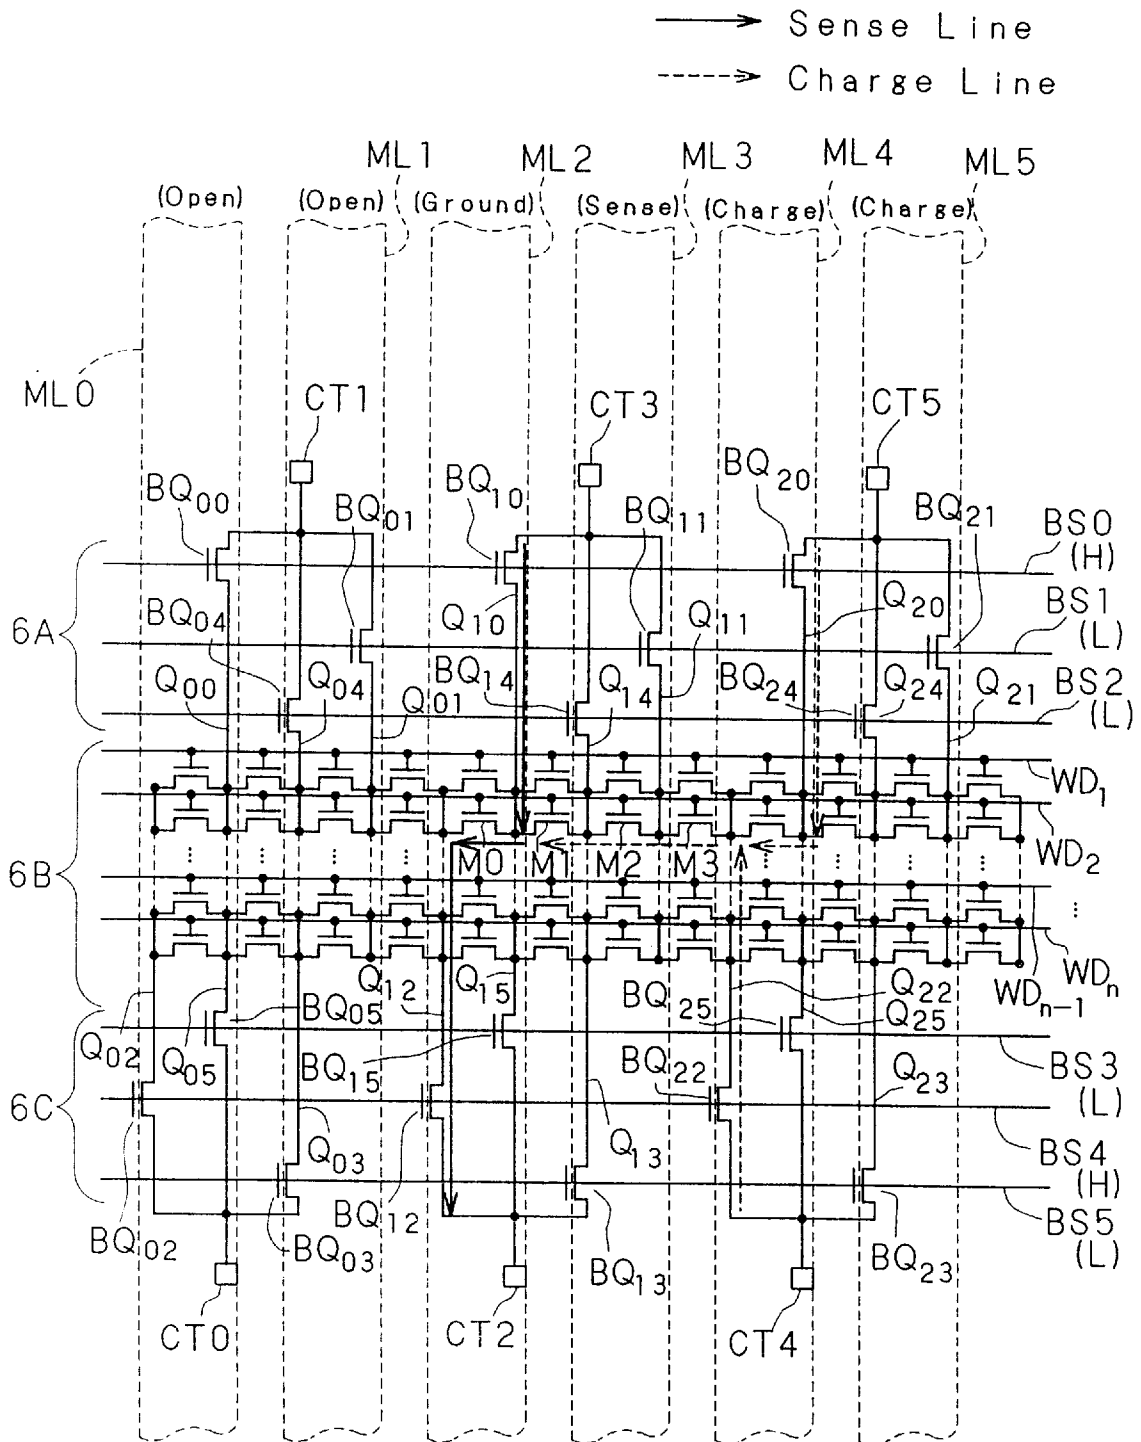 Sense Line
Charge Line
ML1 ML2 ML3 ML4 ML5
(Open) (Open) (Ground) (Sense) (Charge) (Charge)
ML0
CT1 CT3 CT5
BQ00 BQ01 BQ10 BQ11 BQ20 BQ21
BS0 (H)
6A
BQ04 Q10 Q11 Q20
BS1 (L)
Q00 Q04 Q01 BQ14 Q14 BQ24 Q24 Q21
BS2 (L)
WD1
6B
M0 M1 M2 M3
WD2
⋮ ⋮ ⋮ ⋮ ⋮ ⋮ ⋮
⋮
WDn
WDn-1
Q12 Q15 Q22
Q02 Q05 BQ05 BQ25 Q25
BQ15 BQ22 Q23
BS3 (L)
6C
Q03 Q13
BS4 (H)
BQ02 BQ03 BQ12 BQ13 BQ23
BS5 (L)
CT0 CT2 CT4